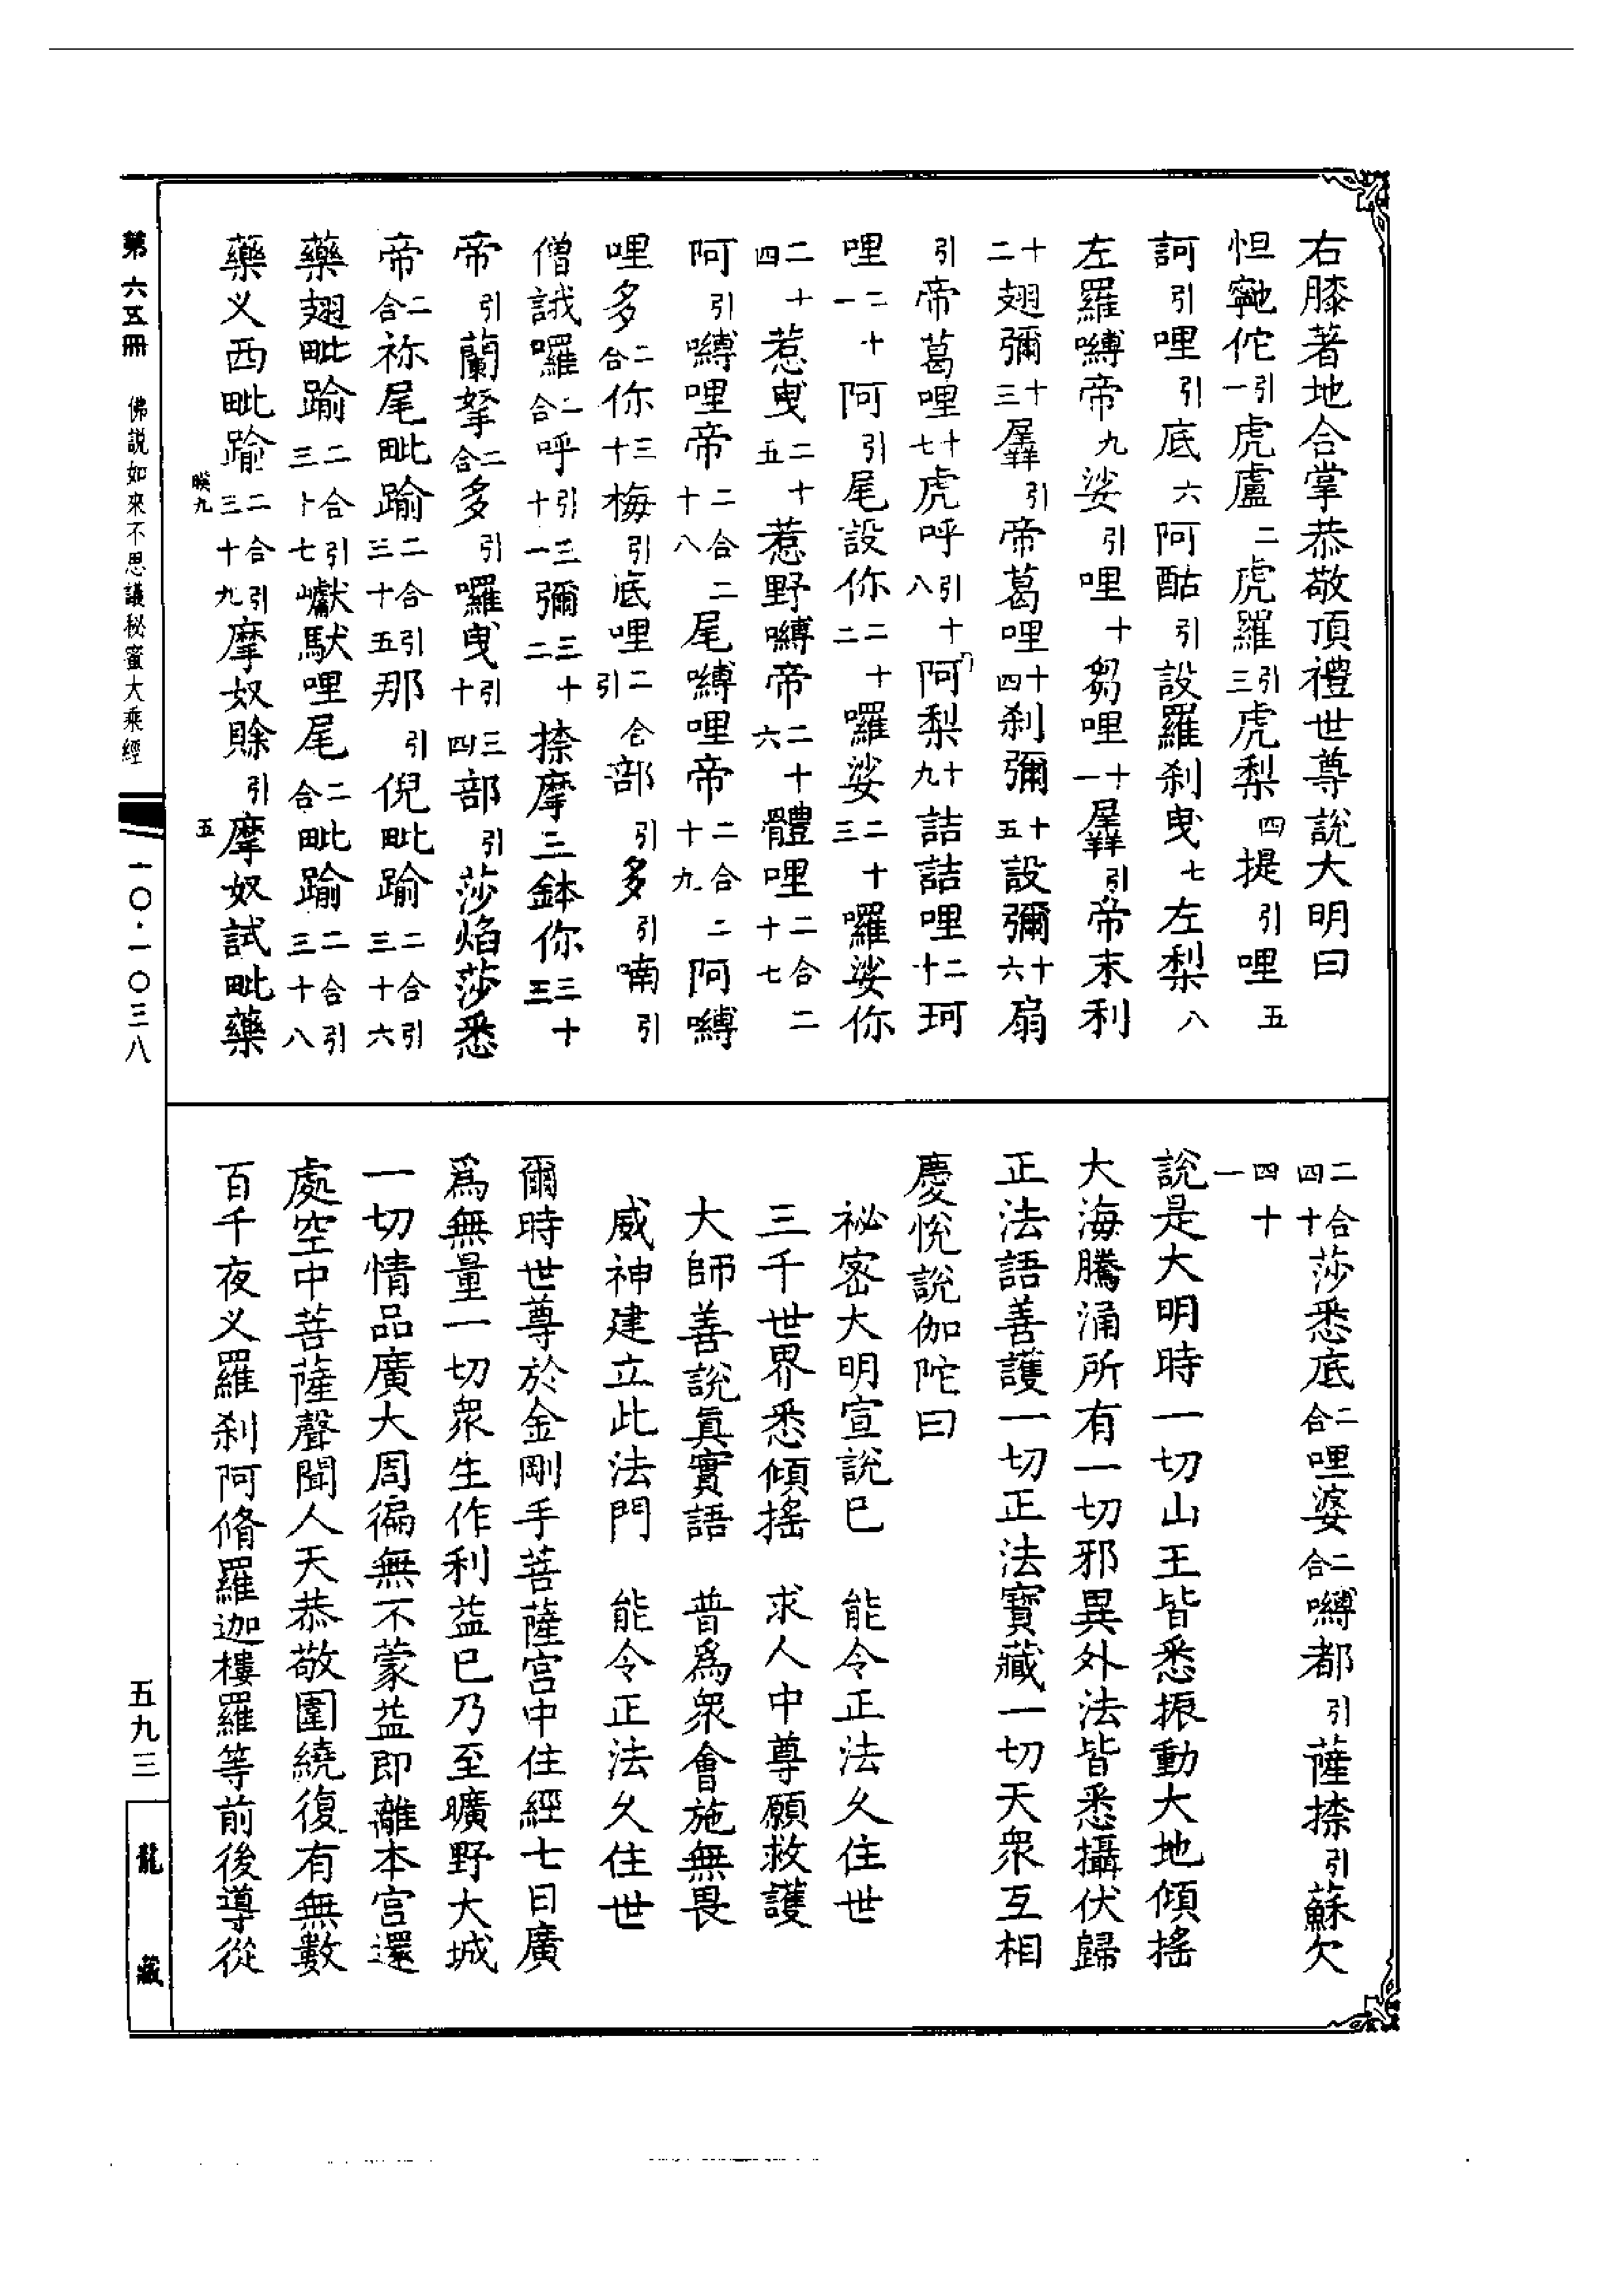 右膝著地合掌恭敬頂禮世尊說大明曰
怛寧他佗引一虎盧二虎羅引三虎梨四提引哩五
訶引哩引底六阿酤引設羅剎曳七左梨八
左羅嚩帝九娑引哩十芻哩十一羼引帝末利
十二翅彌十三羼引帝葛哩十四剎彌十五設彌十六扇
引帝葛哩十七虎呼引十八阿梨十九詰詰哩二十珂
哩二十一阿引尾設你二十二囉娑二十三囉娑你
二十四惹曳二十五惹野嚩帝二十六體哩二合二十七
阿引嚩哩帝二合二十八尾嚩哩帝二合二十九阿嚩
哩多二合你三十梅引底哩二合引部引多引喃引
僧誐囉二合呼引三十一彌三十二捺摩三鉢你三十三
帝引蘭拏二合多引囉曳引三十四部引莎焰莎悉
帝二合祢尾毗踰二合引三十五那引倪毗踰二合引三十六
藥翅毗踰二合引三十七巘馱哩尾二合毗踰二合引三十八
藥义西毗踰二合引三十九摩奴賒引摩奴試毗藥
二合四十莎悉底二合哩婆二合嚩都引薩捺引蘇欠
四十一
說是大明時一切山王皆悉振動大地傾搖
大海騰涌所有一切邪異外法皆悉攝伏歸
正法語善護一切正法寶藏一切天衆互相
慶悅說伽陀曰
祕密大明宣說已　能令正法久住世
三千世界悉傾搖　求人中尊願救護
大師善說眞實語　普爲衆會施無畏
威神建立此法門　能令正法久住世
爾時世尊於金剛手菩薩宮中住經七日廣
爲無量一切衆生作利益已乃至曠野大城
一切情品廣大周徧無不蒙益即離本宮還
處空中菩薩聲聞人天恭敬圍繞復有無數
百千夜义羅剎阿脩羅迦樓羅等前後導從
第六五冊　佛說如來不思議秘蜜大乘經　一〇·一〇三八
五九三
龍藏